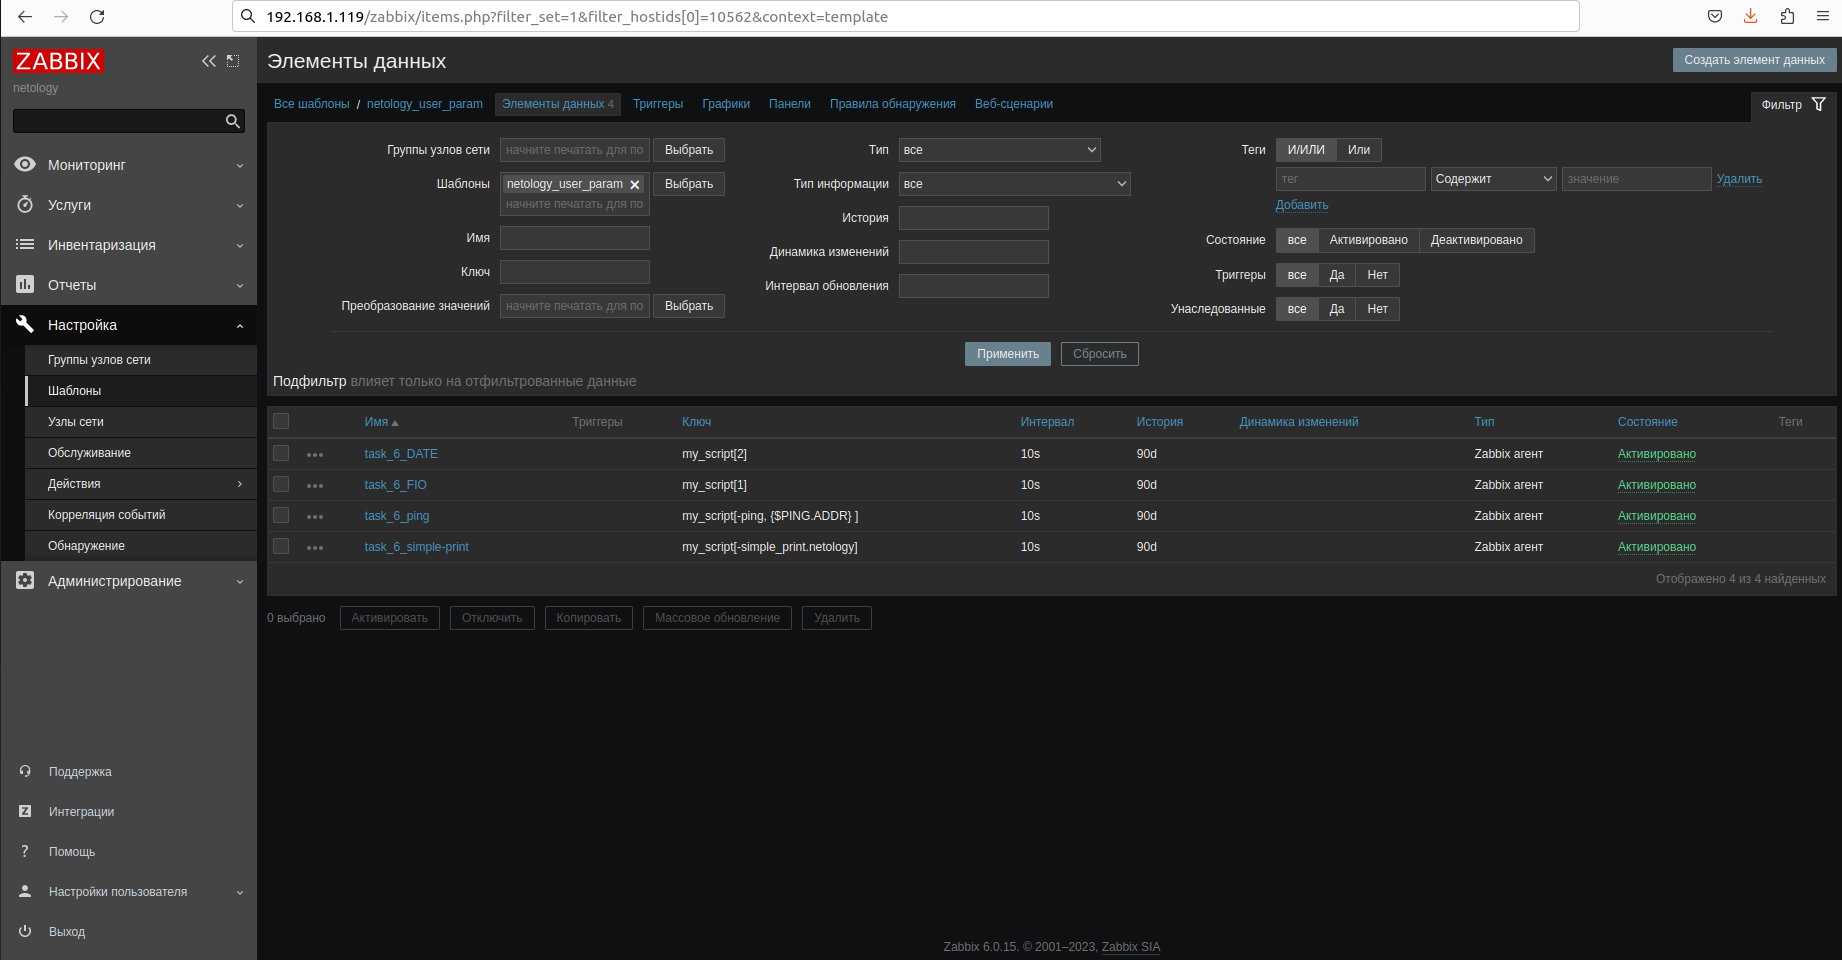 192.168.1.119/zabbix/items.php?filter_set=1&filter_hostids[0]=10562&context=template
ZABBIX
netology
Мониторинг
Услуги
Инвентаризация
Отчеты
Настройка
Группы узлов сети
Шаблоны
Узлы сети
Обслуживание
Действия
Корреляция событий
Обнаружение
Администрирование
Поддержка
Интеграции
Помощь
Настройки пользователя
Выход
Элементы данных
Создать элемент данных
Все шаблоны / netology_user_param Элементы данных 4 Триггеры Графики Панели Правила обнаружения Веб-сценарии
Фильтр
Группы узлов сети начните печатать для по Выбрать
Шаблоны netology_user_param Выбрать
начните печатать для по
Имя
Ключ
Преобразование значений начните печатать для по Выбрать
Тип все
Тип информации все
История
Динамика изменений
Интервал обновления
Теги И/ИЛИ Или
тег Содержит значение Удалить
Добавить
Состояние все Активировано Деактивировано
Триггеры все Да Нет
Унаследованные все Да Нет
Применить Сбросить
Подфильтр влияет только на отфильтрованные данные
Имя Триггеры Ключ Интервал История Динамика изменений Тип Состояние Теги
task_6_DATE my_script[2] 10s 90d Zabbix агент Активировано
task_6_FIO my_script[1] 10s 90d Zabbix агент Активировано
task_6_ping my_script[-ping, {$PING.ADDR} ] 10s 90d Zabbix агент Активировано
task_6_simple-print my_script[-simple_print.netology] 10s 90d Zabbix агент Активировано
Отображено 4 из 4 найденных
0 выбрано Активировать Отключить Копировать Массовое обновление Удалить
Zabbix 6.0.15. © 2001–2023, Zabbix SIA